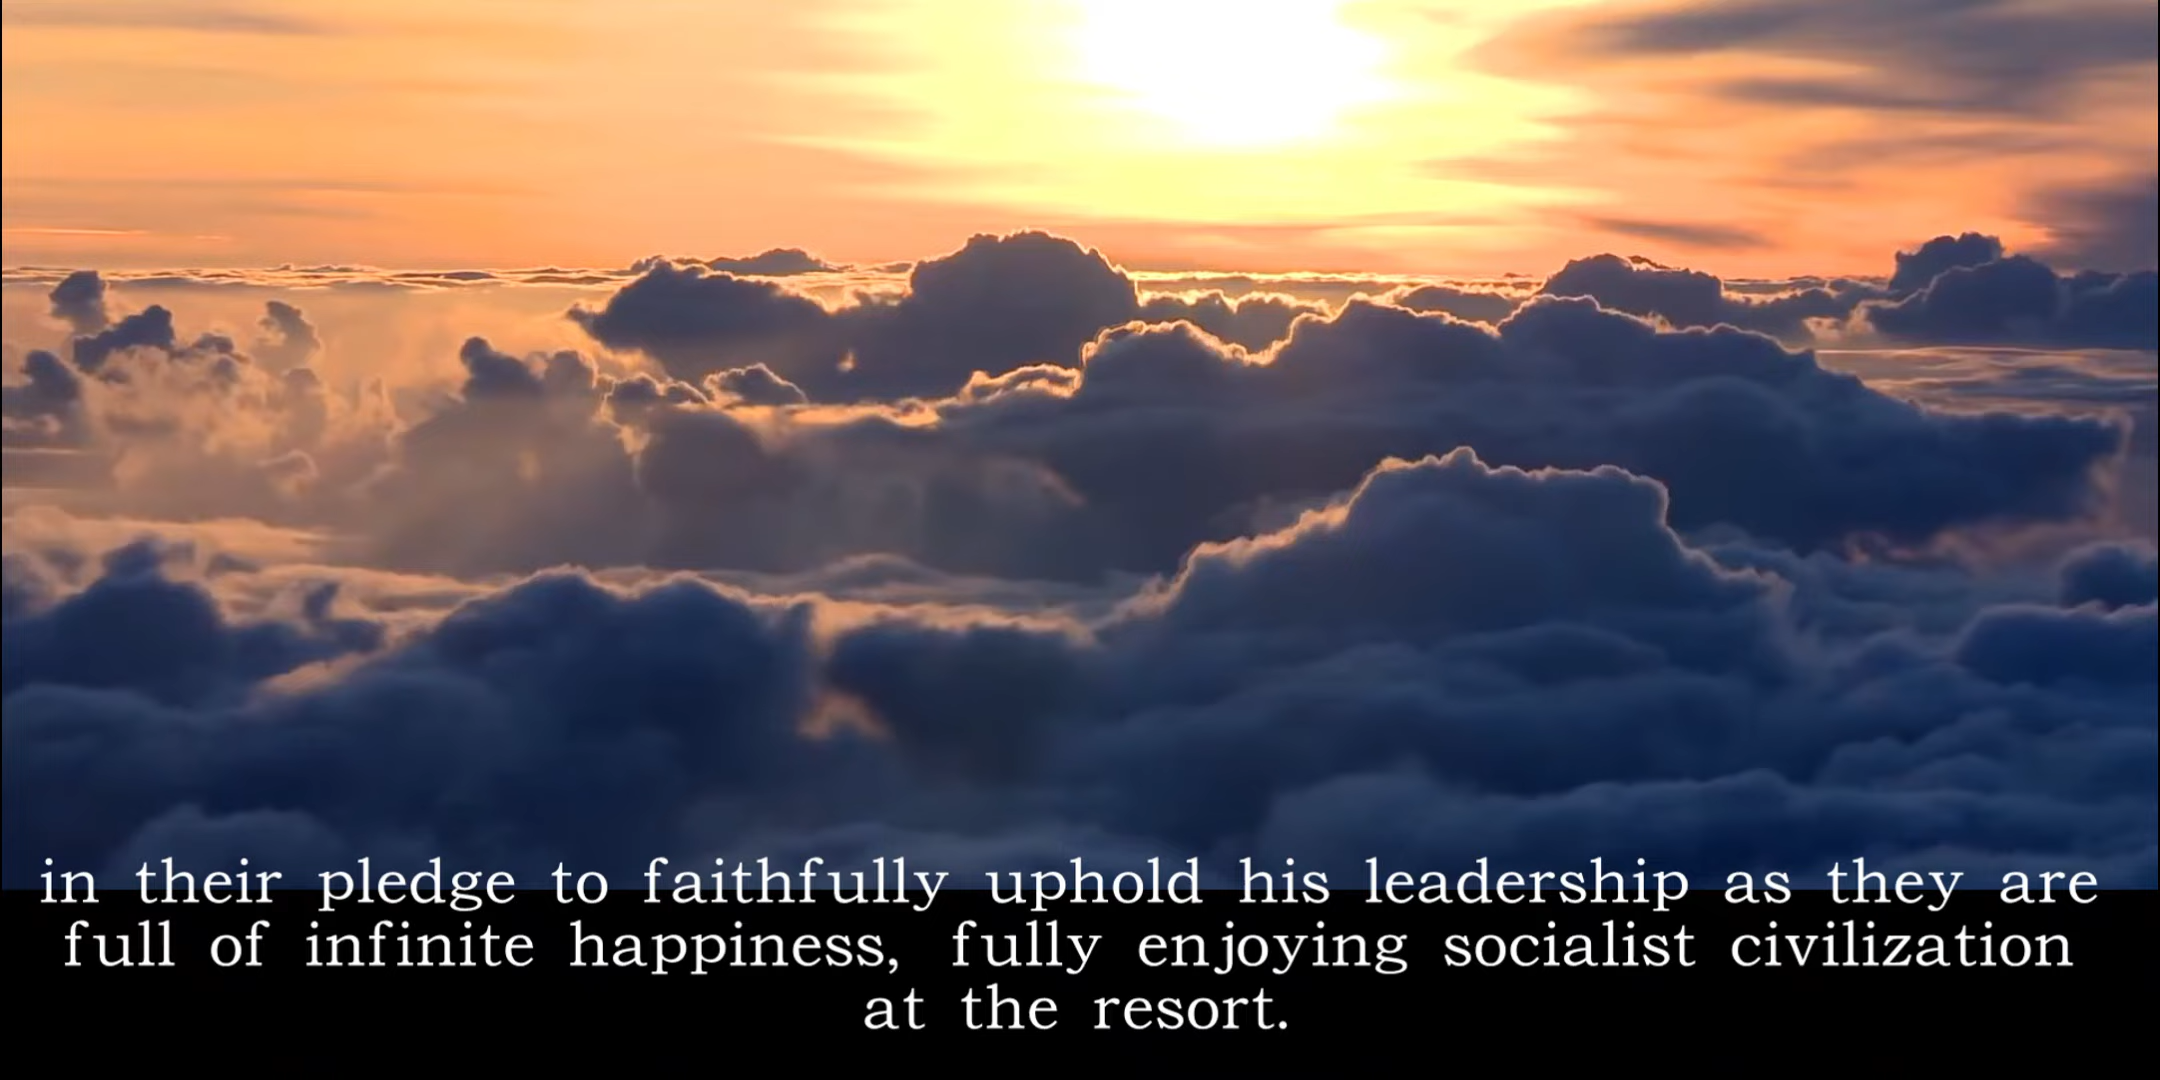 in their pledge to faithfully uphold his leadership as they are
full of infinite happiness, fully enjoying socialist civilization
at the resort.